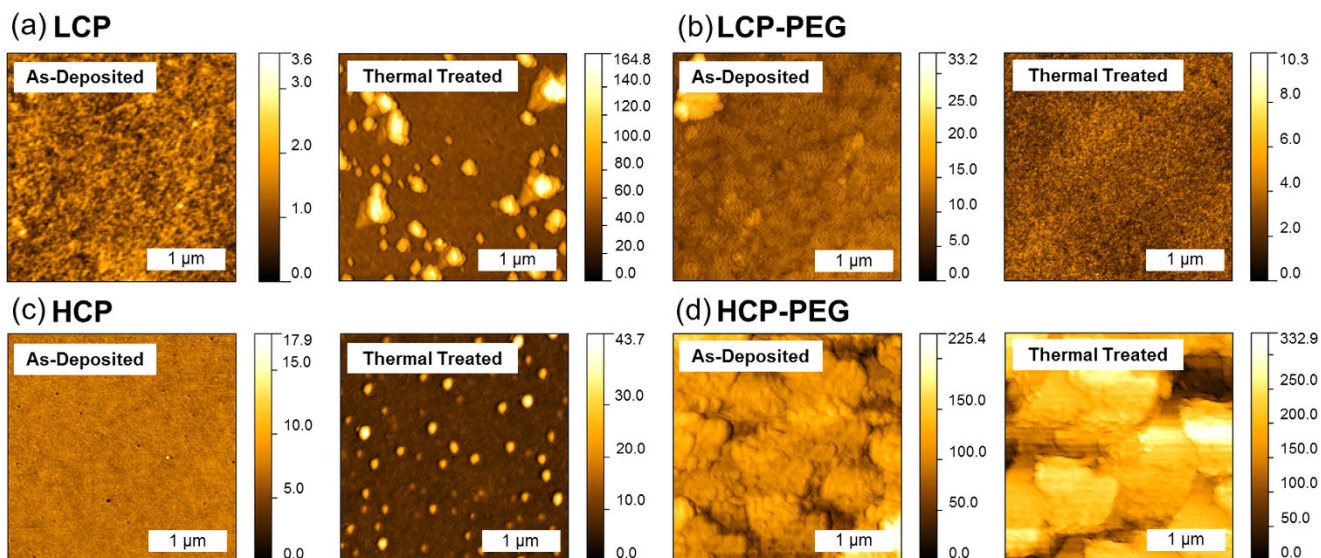 (a) LCP
As-Deposited
1 µm
3.6
3.0
2.0
1.0
0.0
Thermal Treated
1 µm
164.8
140.0
120.0
100.0
80.0
60.0
40.0
20.0
0.0
(b) LCP-PEG
As-Deposited
1 µm
33.2
25.0
20.0
15.0
10.0
5.0
0.0
Thermal Treated
1 µm
10.3
8.0
6.0
4.0
2.0
0.0
(c) HCP
As-Deposited
1 µm
17.9
15.0
10.0
5.0
0.0
Thermal Treated
1 µm
43.7
30.0
20.0
10.0
0.0
(d) HCP-PEG
As-Deposited
1 µm
225.4
150.0
100.0
50.0
0.0
Thermal Treated
1 µm
332.9
250.0
200.0
150.0
100.0
50.0
0.0